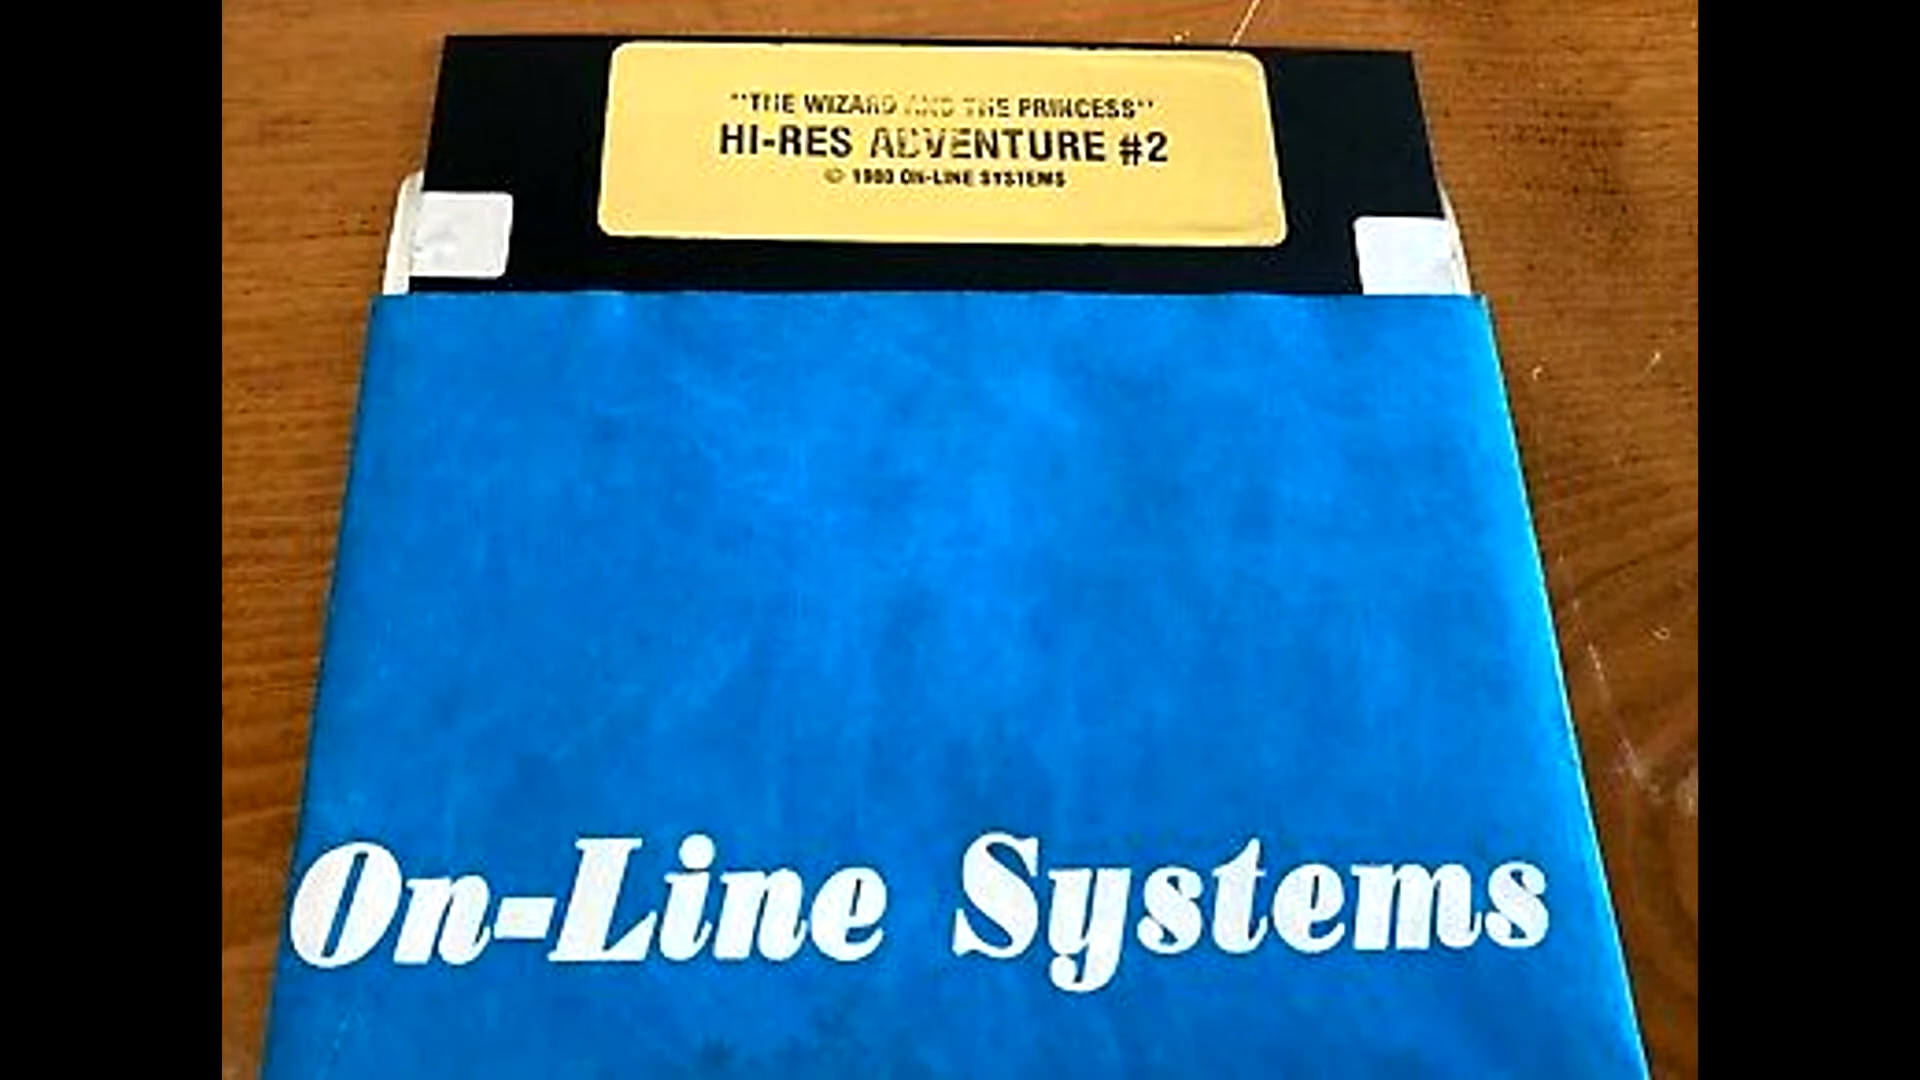 "THE WIZARD AND THE PRINCESS"
HI-RES ADVENTURE #2
© 1980 ON-LINE SYSTEMS
On-Line Systems